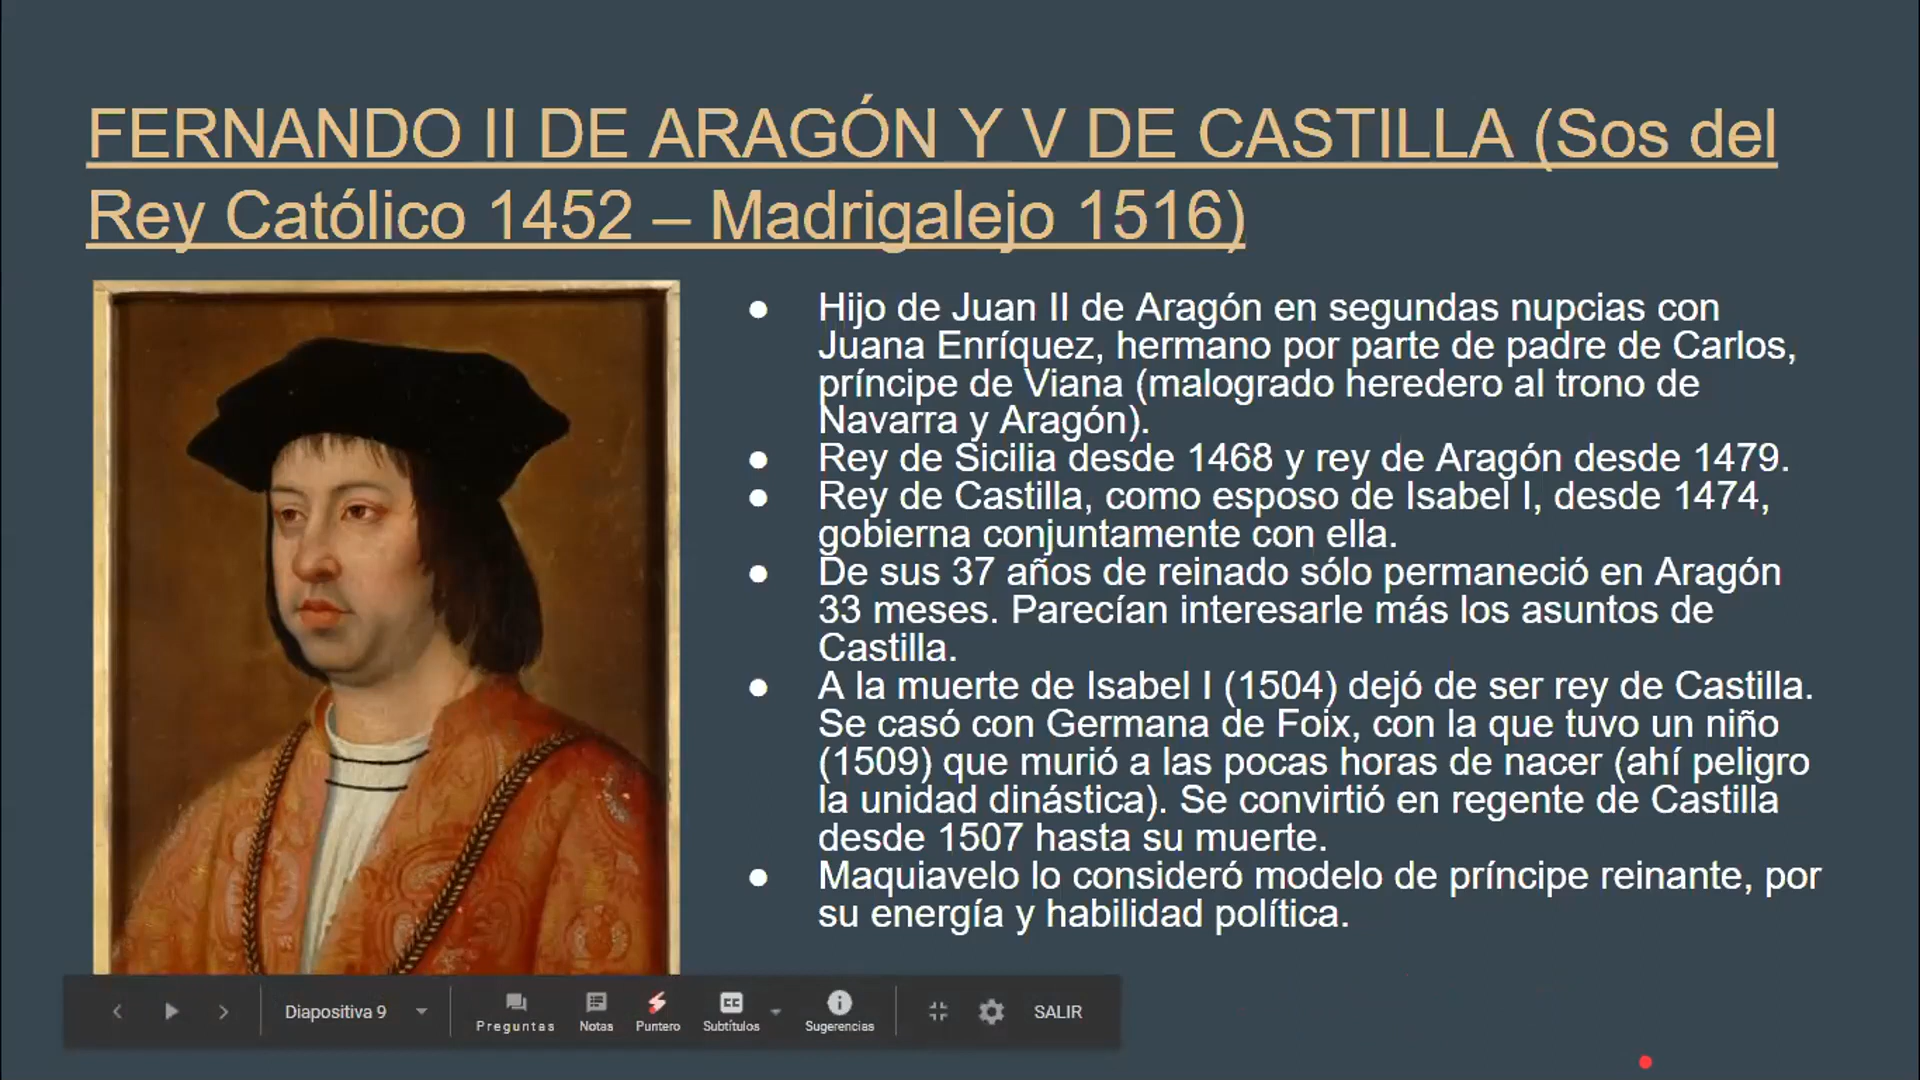 FERNANDO II DE ARAGÓN Y V DE CASTILLA (Sos del
Rey Católico 1452 – Madrigalejo 1516)
● Hijo de Juan II de Aragón en segundas nupcias con
Juana Enríquez, hermano por parte de padre de Carlos,
príncipe de Viana (malogrado heredero al trono de
Navarra y Aragón).
● Rey de Sicilia desde 1468 y rey de Aragón desde 1479.
● Rey de Castilla, como esposo de Isabel I, desde 1474,
gobierna conjuntamente con ella.
● De sus 37 años de reinado sólo permaneció en Aragón
33 meses. Parecían interesarle más los asuntos de
Castilla.
● A la muerte de Isabel I (1504) dejó de ser rey de Castilla.
Se casó con Germana de Foix, con la que tuvo un niño
(1509) que murió a las pocas horas de nacer (ahí peligro
la unidad dinástica). Se convirtió en regente de Castilla
desde 1507 hasta su muerte.
● Maquiavelo lo consideró modelo de príncipe reinante, por
su energía y habilidad política.
Diapositiva 9
Preguntas
Notas
Puntero
CC
Subtítulos
Sugerencias
SALIR